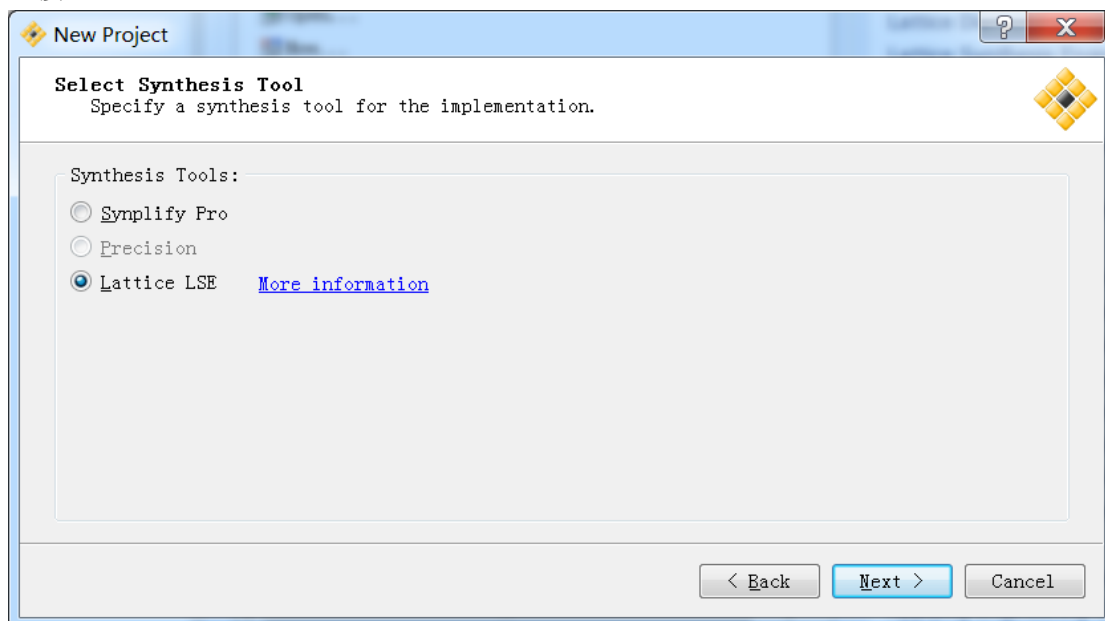 New Project
Select Synthesis Tool
Specify a synthesis tool for the implementation.
Synthesis Tools:
Synplify Pro
Precision
Lattice LSE More information
< Back Next > Cancel